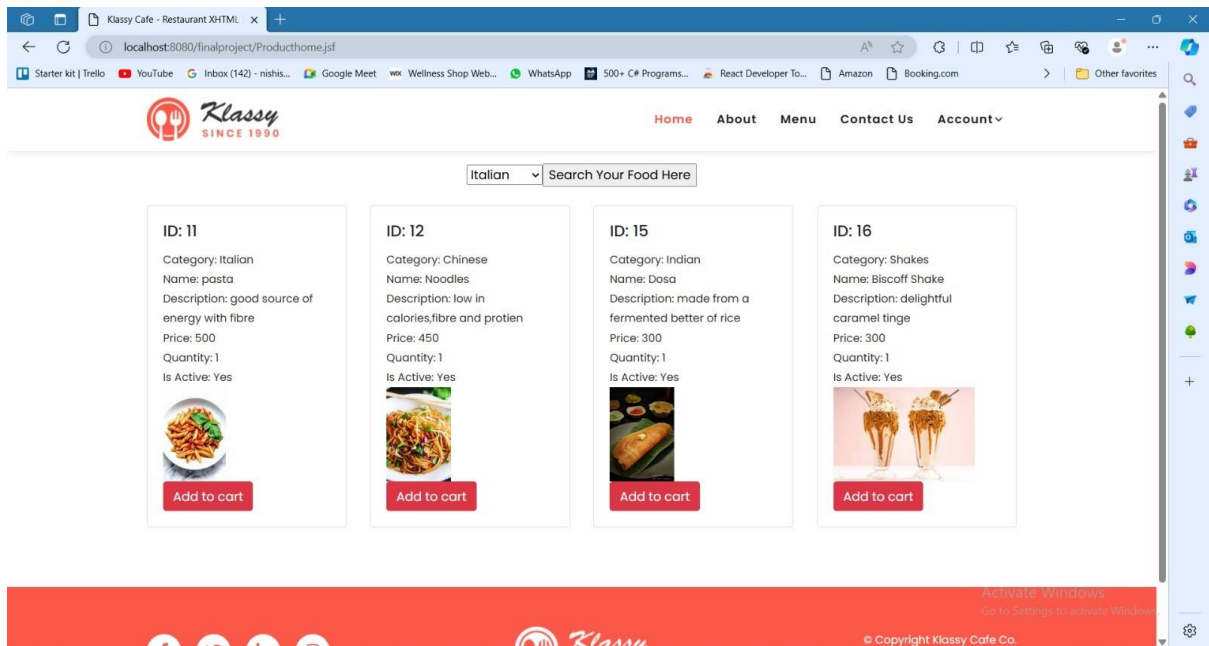 Klassy Cafe - Restaurant XHTML
localhost:8080/finalproject/Producthome.jsf
Starter kit | Trello YouTube Inbox (142) - nishis... Google Meet WIX Wellness Shop Web... WhatsApp 500+ C# Programs... React Developer To... Amazon Booking.com Other favorites
Klassy
SINCE 1990
Home About Menu Contact Us Account
Italian Search Your Food Here
ID: 11
Category: Italian
Name: pasta
Description: good source of
energy with fibre
Price: 500
Quantity: 1
Is Active: Yes
Add to cart
ID: 12
Category: Chinese
Name: Noodles
Description: low in
calories,fibre and protien
Price: 450
Quantity: 1
Is Active: Yes
Add to cart
ID: 15
Category: Indian
Name: Dosa
Description: made from a
fermented better of rice
Price: 300
Quantity: 1
Is Active: Yes
Add to cart
ID: 16
Category: Shakes
Name: Biscoff Shake
Description: delightful
caramel tinge
Price: 300
Quantity: 1
Is Active: Yes
Add to cart
Activate Windows
Go to Settings to activate Windows.
Klassy
© Copyright Klassy Cafe Co.